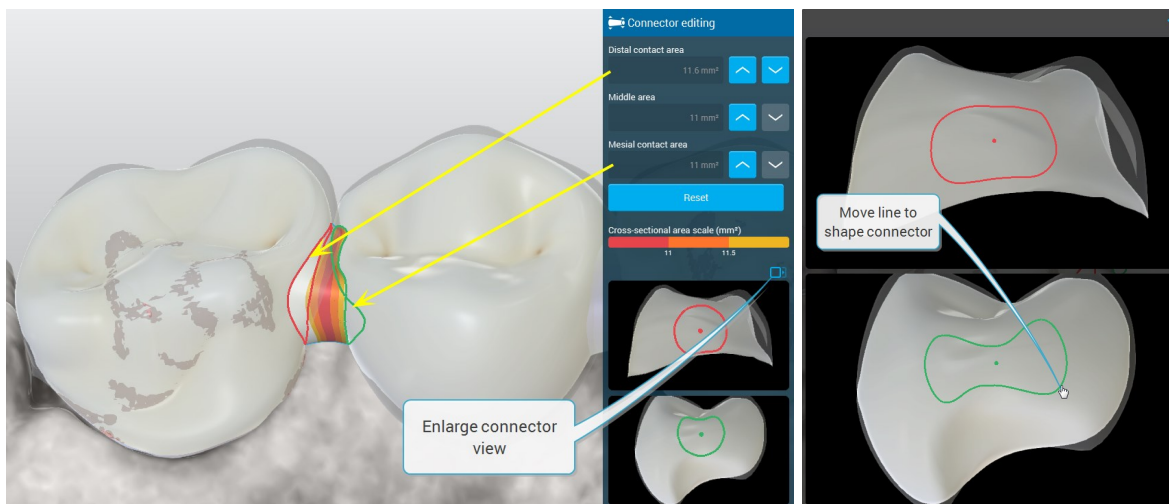 Connector editing
Distal contact area
11.6 mm²
Middle area
11 mm²
Mesial contact area
11 mm²
Reset
Cross-sectional area scale (mm²)
11 11.5
Enlarge connector
view
Move line to
shape connector